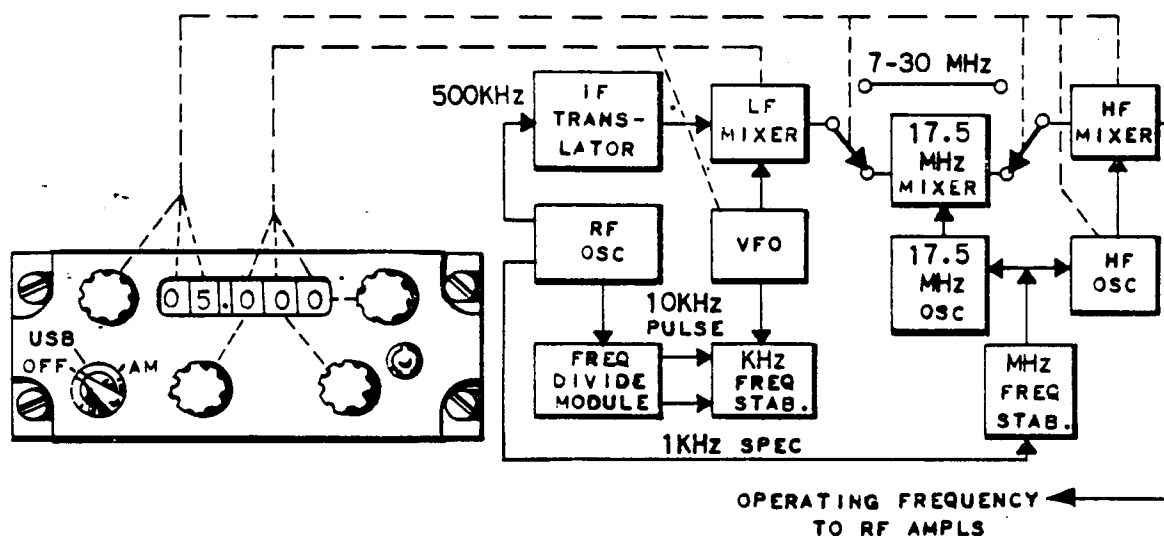 7-30 MHz
500KHz
IF
TRANS-
LATOR
LF
MIXER
17.5
MHz
MIXER
HF
MIXER
RF
OSC
VFO
17.5
MHz
OSC
HF
OSC
05.000
USB
OFF
AM
10KHz
PULSE
FREQ
DIVIDE
MODULE
KHz
FREQ
STAB.
MHz
FREQ
STAB.
1KHz SPEC
OPERATING FREQUENCY
TO RF AMPLS